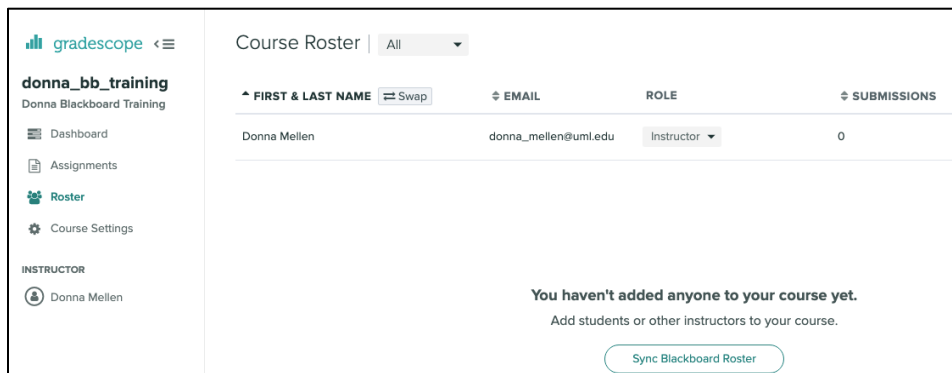 gradescope
donna_bb_training
Donna Blackboard Training
Dashboard
Assignments
Roster
Course Settings
INSTRUCTOR
Donna Mellen
Course Roster | All
FIRST & LAST NAME Swap EMAIL ROLE SUBMISSIONS
Donna Mellen donna_mellen@uml.edu Instructor 0
You haven't added anyone to your course yet.
Add students or other instructors to your course.
Sync Blackboard Roster